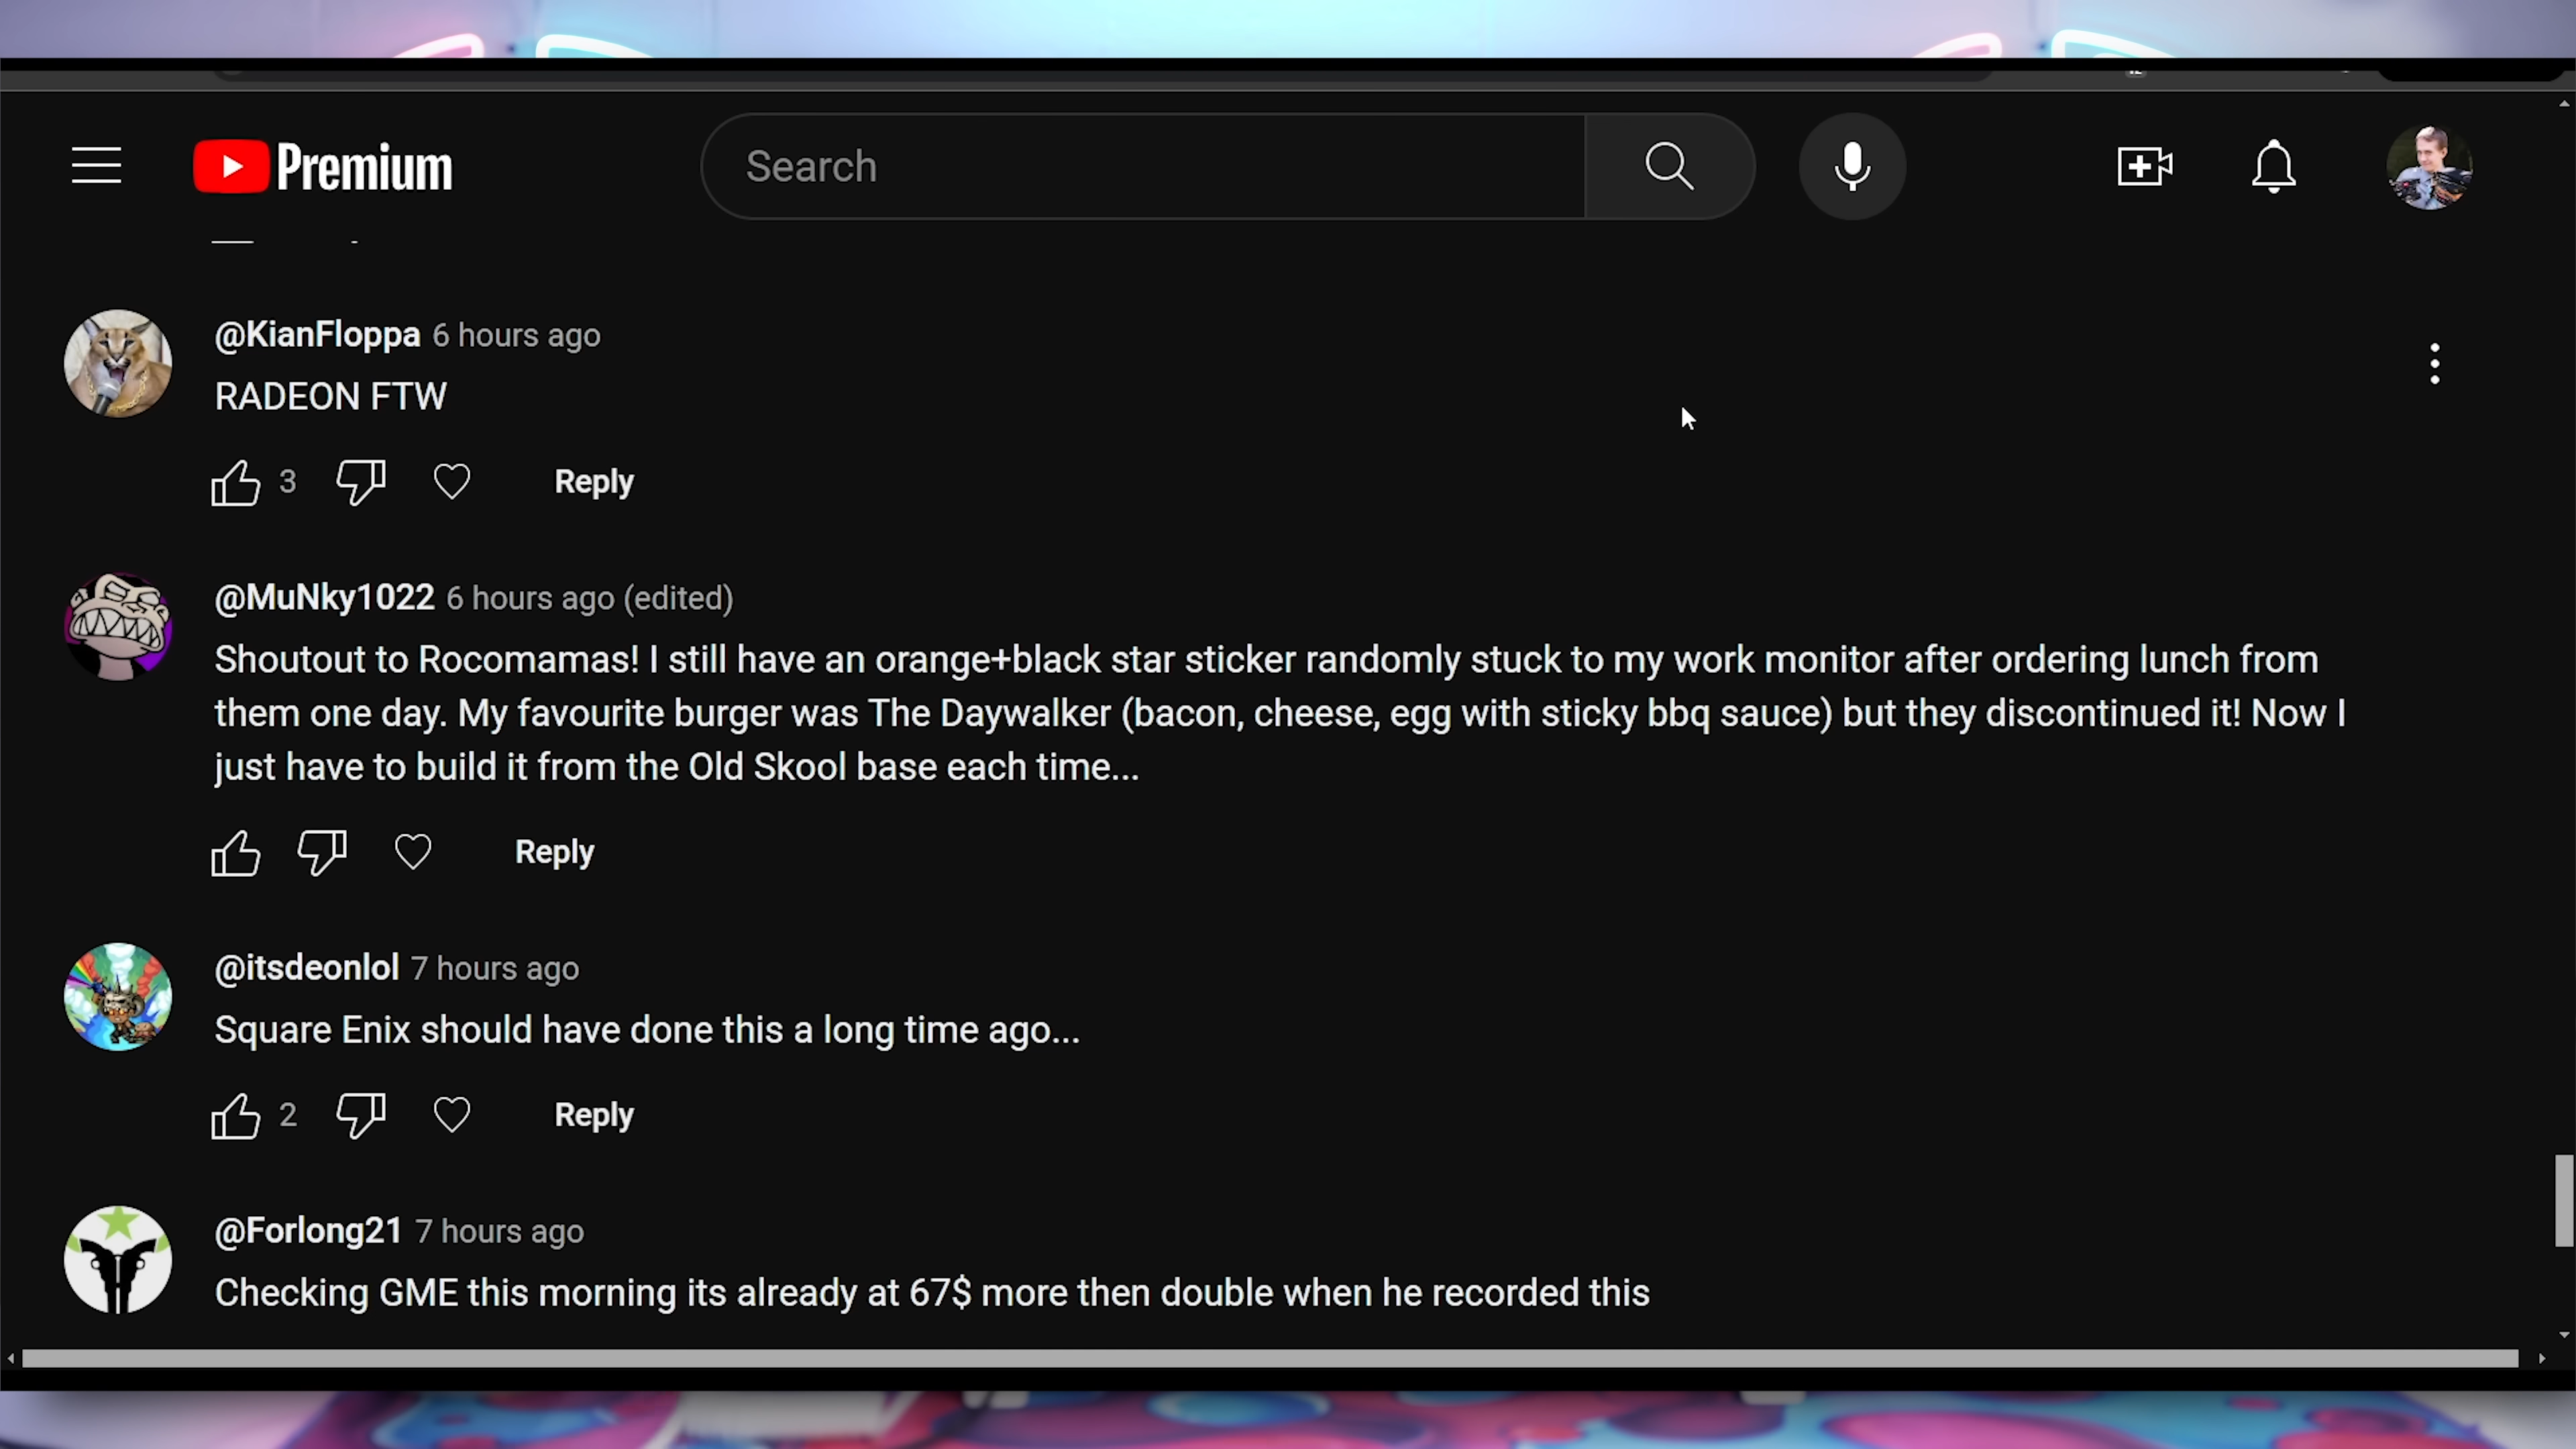 Premium
Search
@KianFloppa 6 hours ago
RADEON FTW
3 Reply
@MuNky1022 6 hours ago (edited)
Shoutout to Rocomamas! I still have an orange+black star sticker randomly stuck to my work monitor after ordering lunch from
them one day. My favourite burger was The Daywalker (bacon, cheese, egg with sticky bbq sauce) but they discontinued it! Now I
just have to build it from the Old Skool base each time...
Reply
@itsdeonlol 7 hours ago
Square Enix should have done this a long time ago...
2 Reply
@Forlong21 7 hours ago
Checking GME this morning its already at 67$ more then double when he recorded this